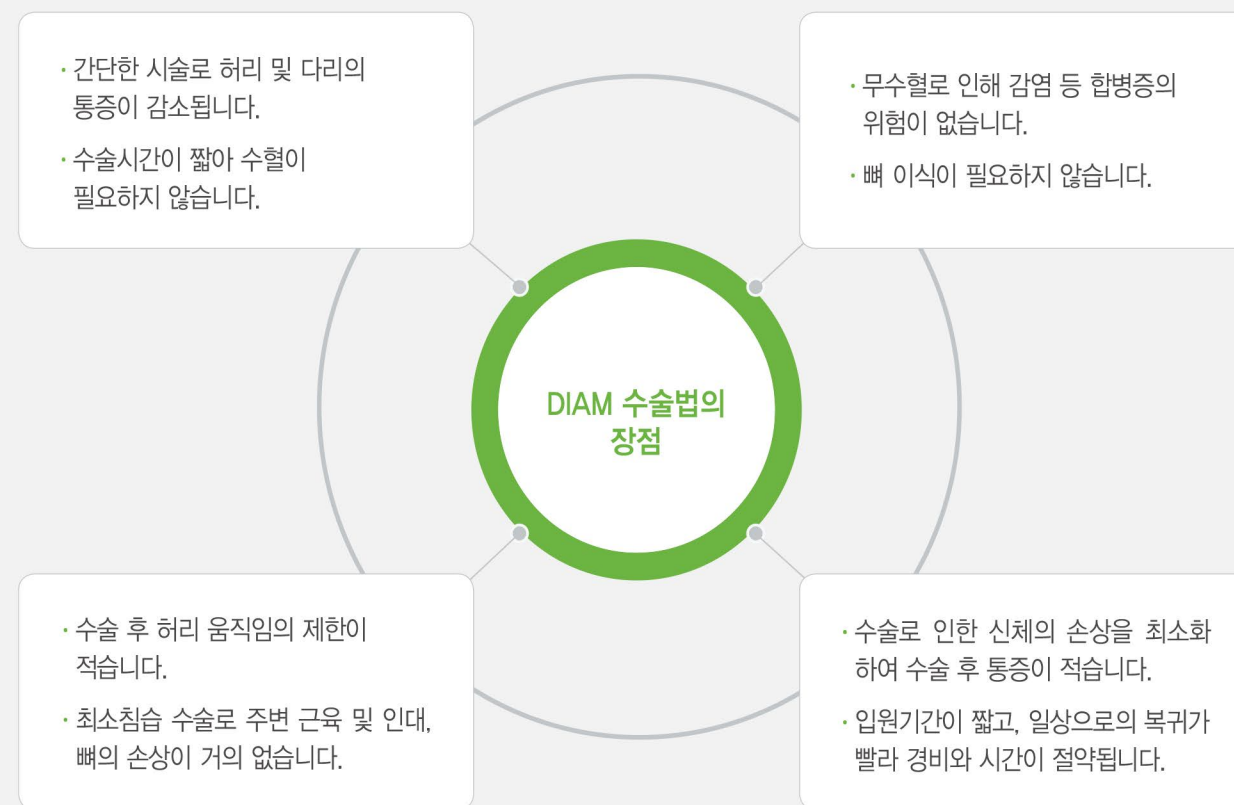 · 간단한 시술로 허리 및 다리의
통증이 감소됩니다.
· 수술시간이 짧아 수혈이
필요하지 않습니다.
· 무수혈로 인해 감염 등 합병증의
위험이 없습니다.
· 뼈 이식이 필요하지 않습니다.
DIAM 수술법의
장점
· 수술 후 허리 움직임의 제한이
적습니다.
· 최소침습 수술로 주변 근육 및 인대,
뼈의 손상이 거의 없습니다.
· 수술로 인한 신체의 손상을 최소화
하여 수술 후 통증이 적습니다.
· 입원기간이 짧고, 일상으로의 복귀가
빨라 경비와 시간이 절약됩니다.